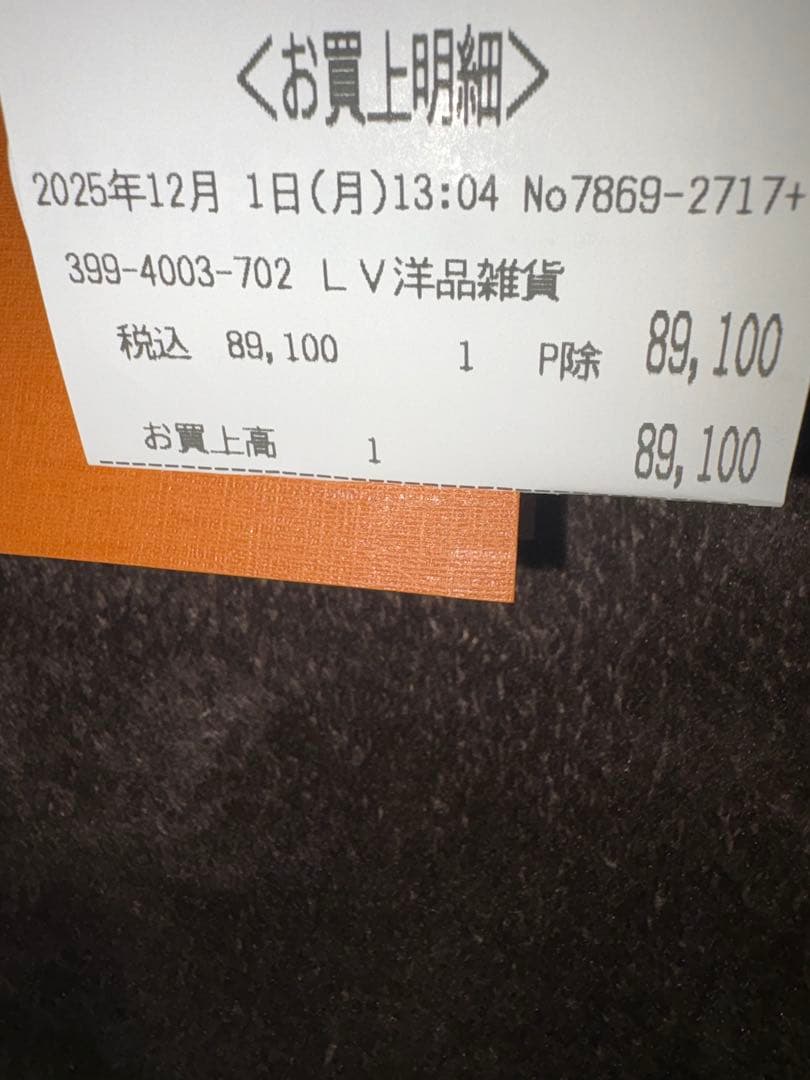 <お買上明細>
2025年12月 1日(月)13:04 No7869-2717+
399-4003-702 LV洋品雑貨
税込 89,100 1 P除 89,100
お買上高 1 89,100